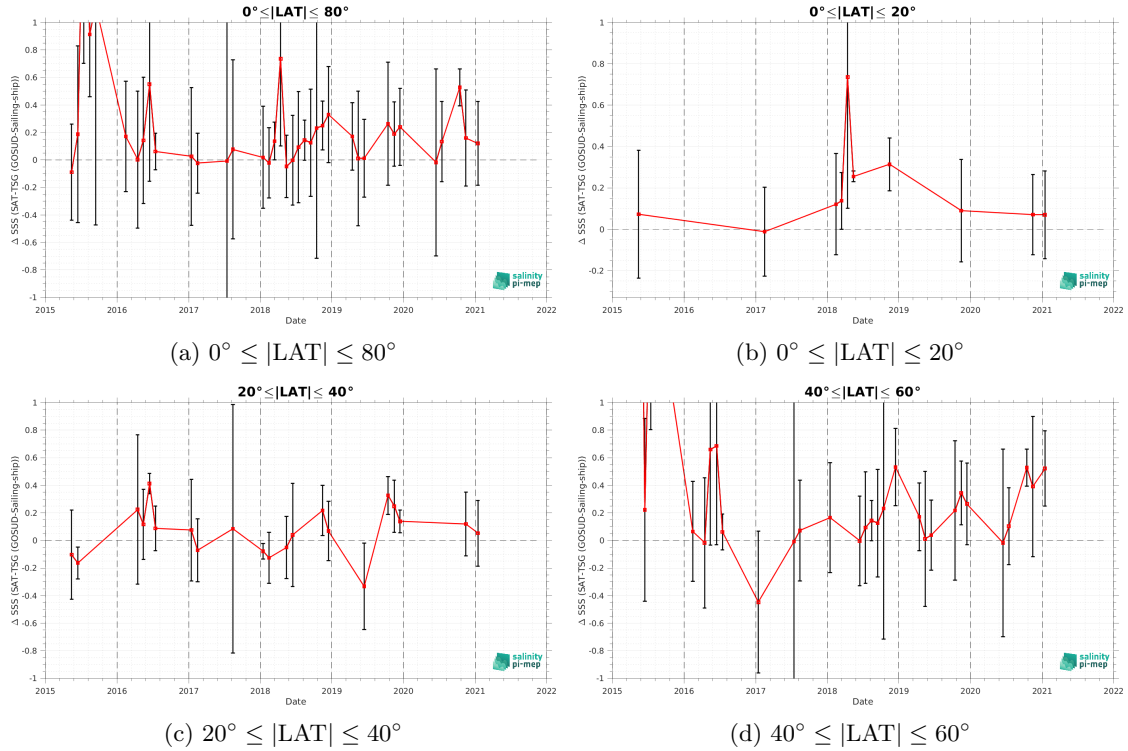 0°≤|LAT|≤ 80°
1
0.8
0.6
0.4
0.2
0
-0.2
-0.4
-0.6
-0.8
-1
Δ SSS (SAT-TSG (GOSUD-Sailing-ship))
2015 2016 2017 2018 2019 2020 2021 2022
Date
salinity
pi-mep
(a) 0° ≤ |LAT| ≤ 80°
0°≤|LAT|≤ 20°
1
0.8
0.6
0.4
0.2
0
-0.2
Δ SSS (SAT-TSG (GOSUD-Sailing-ship))
2015 2016 2017 2018 2019 2020 2021 2022
Date
salinity
pi-mep
(b) 0° ≤ |LAT| ≤ 20°
20°≤|LAT|≤ 40°
1
0.8
0.6
0.4
0.2
0
-0.2
-0.4
-0.6
-0.8
-1
Δ SSS (SAT-TSG (GOSUD-Sailing-ship))
2015 2016 2017 2018 2019 2020 2021 2022
Date
salinity
pi-mep
(c) 20° ≤ |LAT| ≤ 40°
40°≤|LAT|≤ 60°
1
0.8
0.6
0.4
0.2
0
-0.2
-0.4
-0.6
-0.8
-1
Δ SSS (SAT-TSG (GOSUD-Sailing-ship))
2015 2016 2017 2018 2019 2020 2021 2022
Date
salinity
pi-mep
(d) 40° ≤ |LAT| ≤ 60°